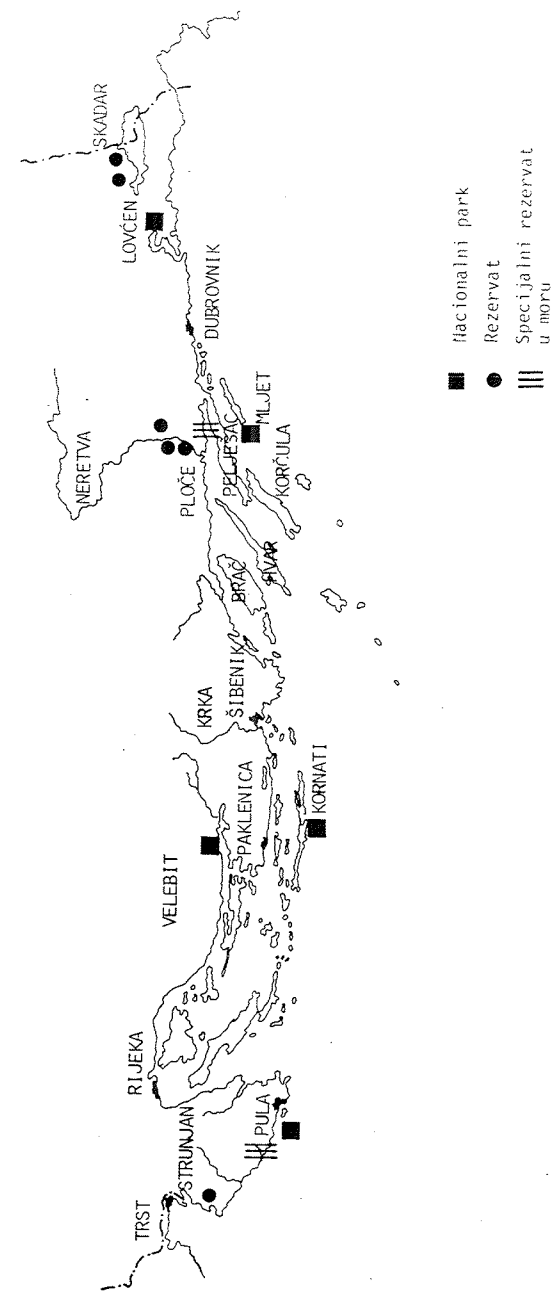 TRST
STRUNJAN
PULA
RIJEKA
VELEBIT
PAKLENICA
KORNATI
KRKA
ŠIBENIK
BRAČ
HVAR
NERETVA
PLOČE
PELJEŠAC
KORČULA
MLJET
DUBROVNIK
LOVĆEN
SKADAR
Nacionalni park
Rezervat
Specijalni rezervat
u moru